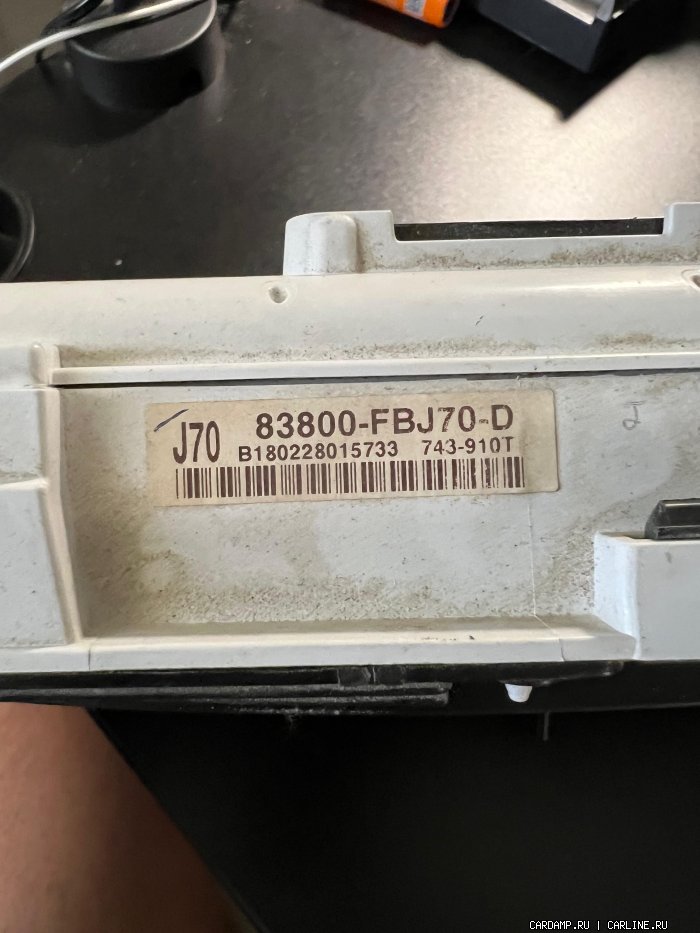 J70 83800-FBJ70-D
B180228015733 743-910T
CARDAMP.RU | CARLINE.RU